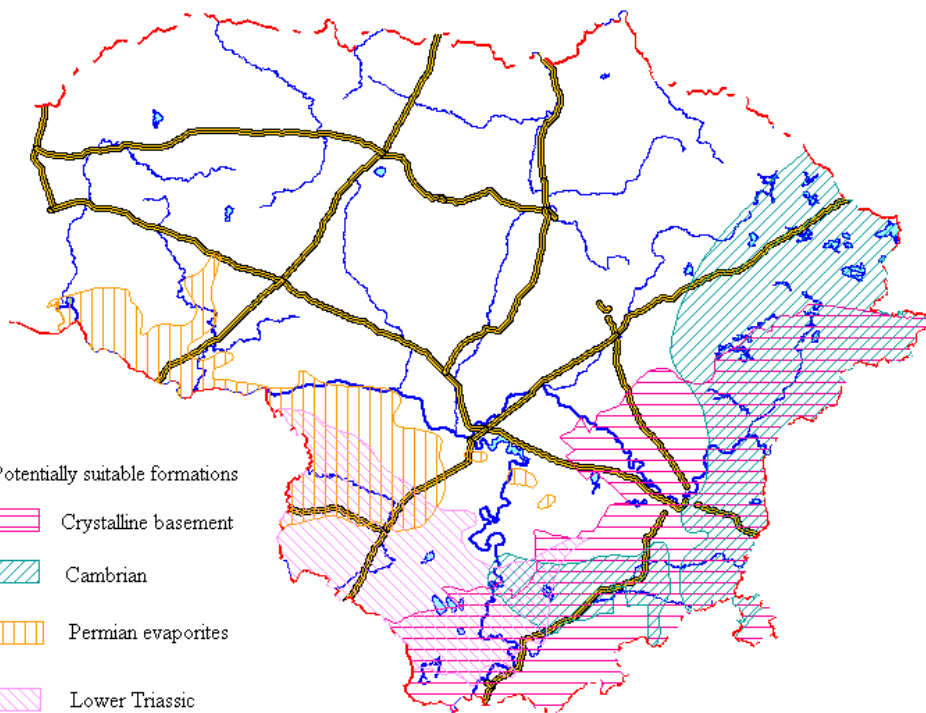 Potentially suitable formations
Crystalline basement
Cambrian
Permian evaporites
Lower Triassic